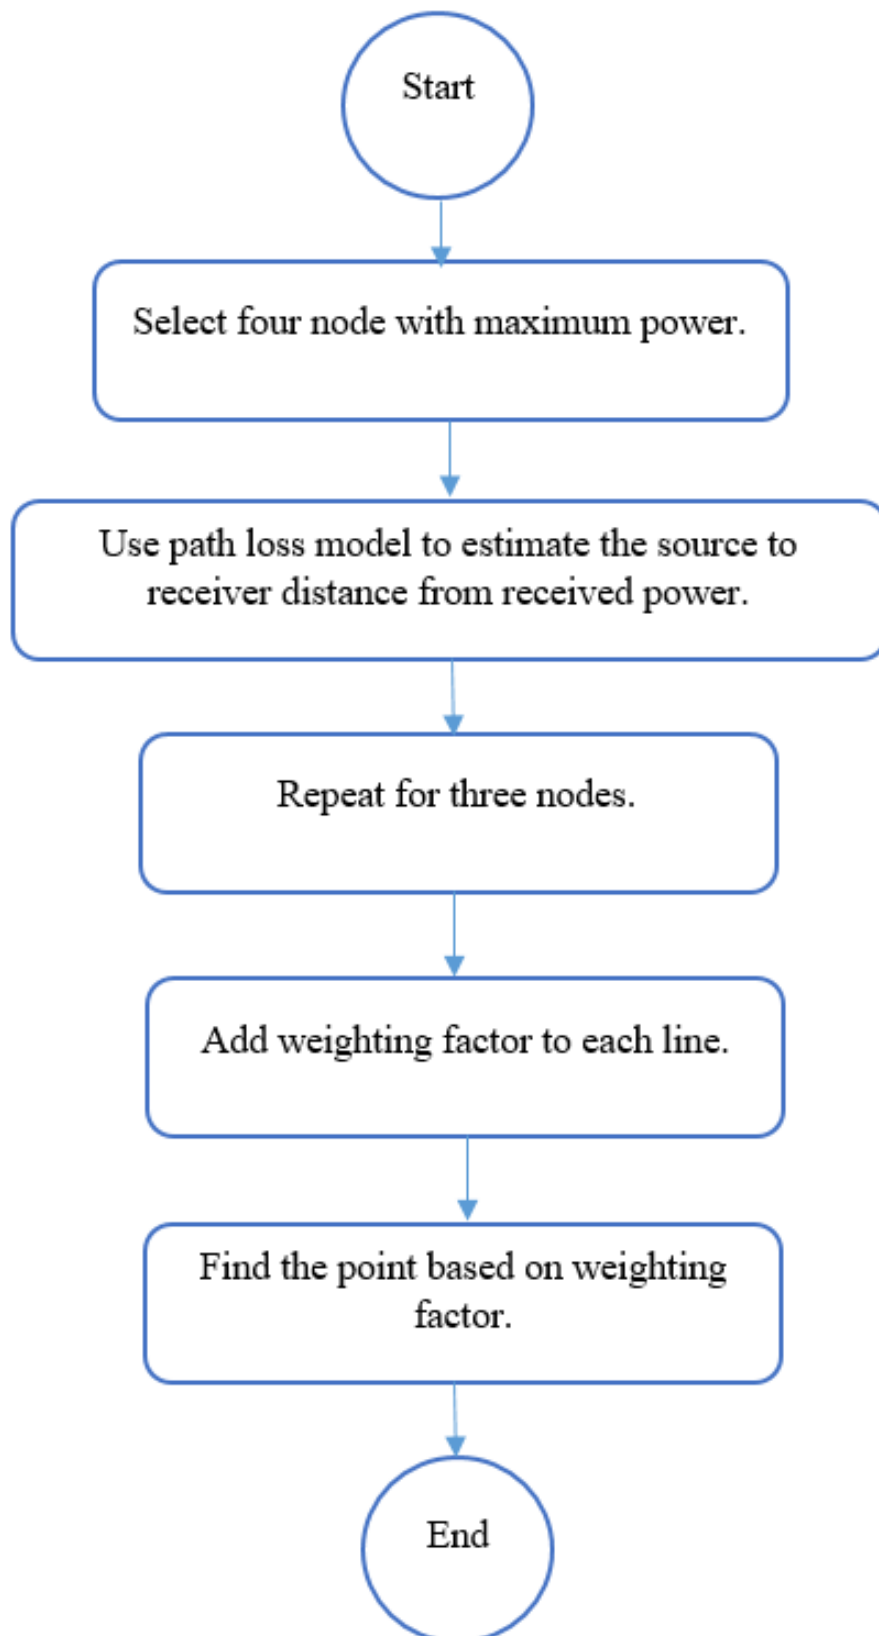 Start
Select four node with maximum power.
Use path loss model to estimate the source to
receiver distance from received power.
Repeat for three nodes.
Add weighting factor to each line.
Find the point based on weighting
factor.
End